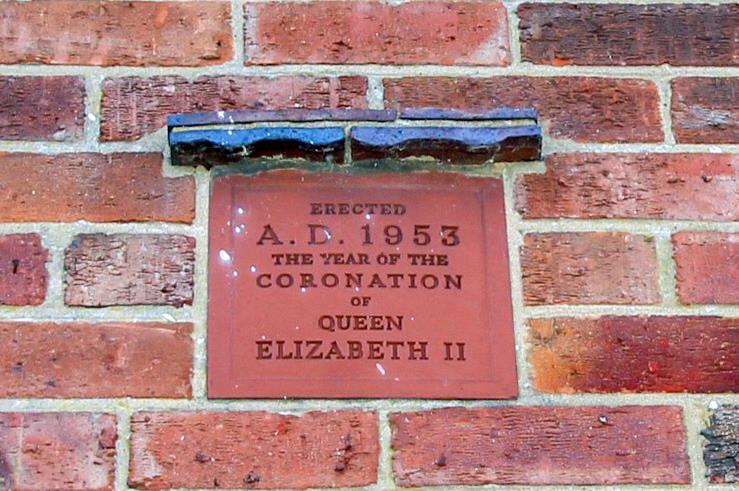 ERECTED
A.D. 1953
THE YEAR OF THE
CORONATION
OF
QUEEN
ELIZABETH II